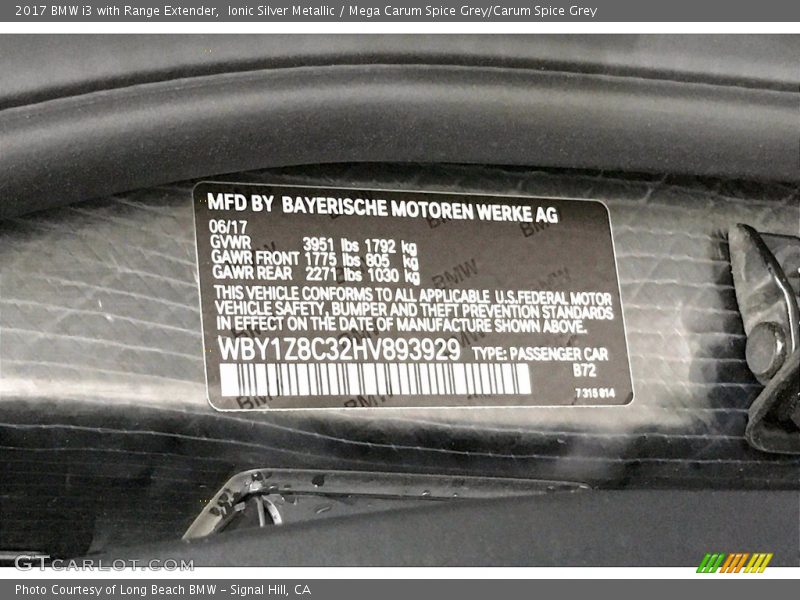 2017 BMW i3 with Range Extender,  Ionic Silver Metallic / Mega Carum Spice Grey/Carum Spice Grey
MFD BY BAYERISCHE MOTOREN WERKE AG
06/17
GVWR 3951 lbs 1792 kg
GAWR FRONT 1775 lbs 805 kg
GAWR REAR 2271 lbs 1030 kg
THIS VEHICLE CONFORMS TO ALL APPLICABLE U.S.FEDERAL MOTOR
VEHICLE SAFETY, BUMPER AND THEFT PREVENTION STANDARDS
IN EFFECT ON THE DATE OF MANUFACTURE SHOWN ABOVE.
WBY1Z8C32HV893929 TYPE: PASSENGER CAR
B72
7 315 014
GTCARLOT.COM
Photo Courtesy of Long Beach BMW – Signal Hill, CA